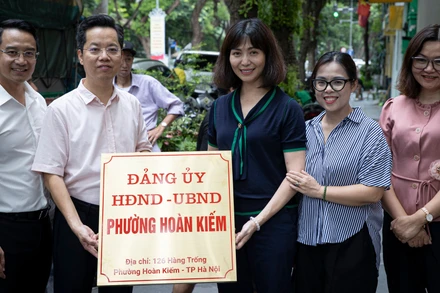 ĐẢNG ỦY
HĐND -UBND
PHƯỜNG HOÀN KIẾM
Địa chỉ: 126 Hàng Trống
Phường Hoàn Kiếm - TP Hà Nội